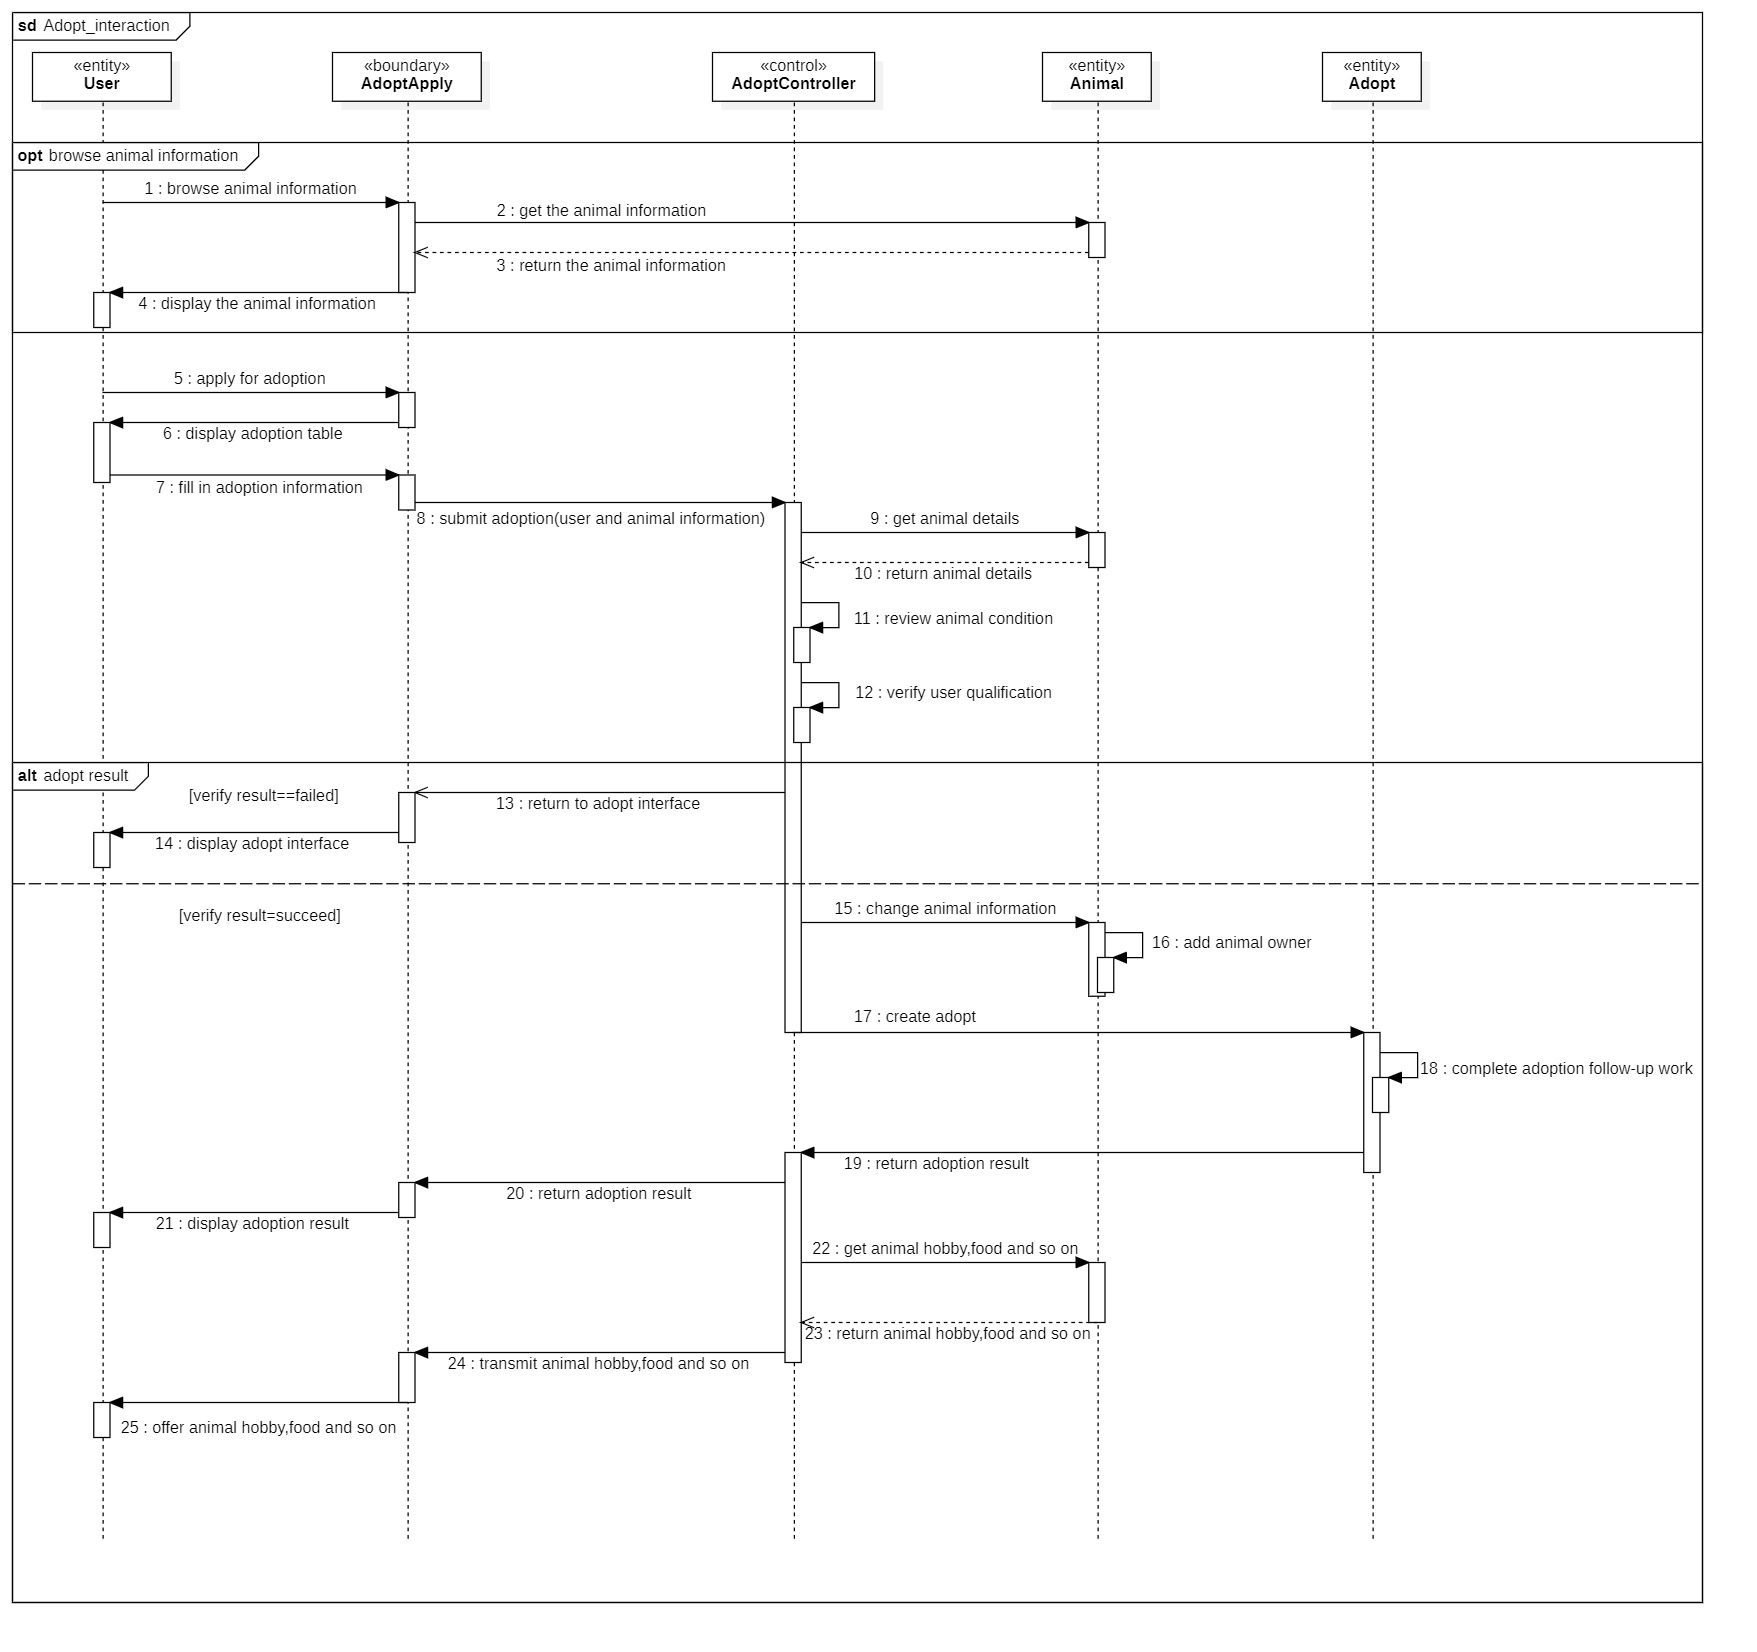 sd Adopt_interaction
«entity»
User
«boundary»
AdoptApply
«control»
AdoptController
«entity»
Animal
«entity»
Adopt
opt browse animal information
1 : browse animal information
2 : get the animal information
3 : return the animal information
4 : display the animal information
5 : apply for adoption
6 : display adoption table
7 : fill in adoption information
8 : submit adoption(user and animal information)
9 : get animal details
10 : return animal details
11 : review animal condition
12 : verify user qualification
alt adopt result
[verify result==failed]
13 : return to adopt interface
14 : display adopt interface
[verify result=succeed]
15 : change animal information
16 : add animal owner
17 : create adopt
18 : complete adoption follow-up work
19 : return adoption result
20 : return adoption result
21 : display adoption result
22 : get animal hobby,food and so on
23 : return animal hobby,food and so on
24 : transmit animal hobby,food and so on
25 : offer animal hobby,food and so on